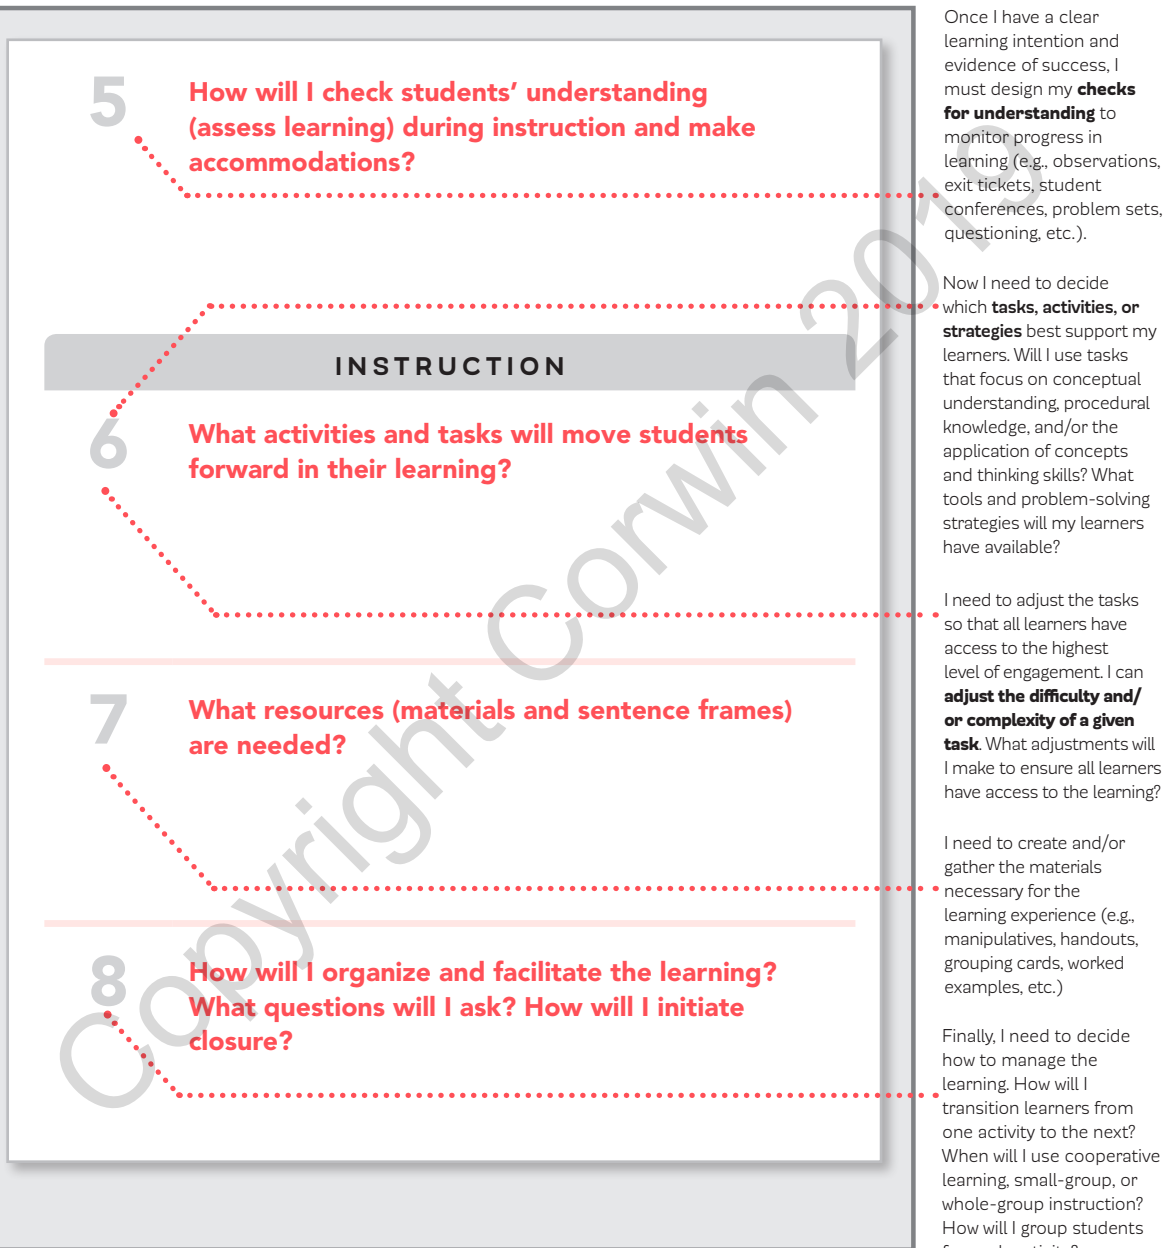 5
How will I check students' understanding
(assess learning) during instruction and make
accommodations?
INSTRUCTION
6
What activities and tasks will move students
forward in their learning?
7
What resources (materials and sentence frames)
are needed?
8
How will I organize and facilitate the learning?
What questions will I ask? How will I initiate
closure?
Once I have a clear
learning intention and
evidence of success, I
must design my checks
for understanding to
monitor progress in
learning (e.g., observations,
exit tickets, student
conferences, problem sets,
questioning, etc.).
Now I need to decide
which tasks, activities, or
strategies best support my
learners. Will I use tasks
that focus on conceptual
understanding, procedural
knowledge, and/or the
application of concepts
and thinking skills? What
tools and problem-solving
strategies will my learners
have available?
I need to adjust the tasks
so that all learners have
access to the highest
level of engagement. I can
adjust the difficulty and/
or complexity of a given
task. What adjustments will
I make to ensure all learners
have access to the learning?
I need to create and/or
gather the materials
necessary for the
learning experience (e.g.,
manipulatives, handouts,
grouping cards, worked
examples, etc.)
Finally, I need to decide
how to manage the
learning. How will I
transition learners from
one activity to the next?
When will I use cooperative
learning, small-group, or
whole-group instruction?
How will I group students
Copyright Corwin 2019